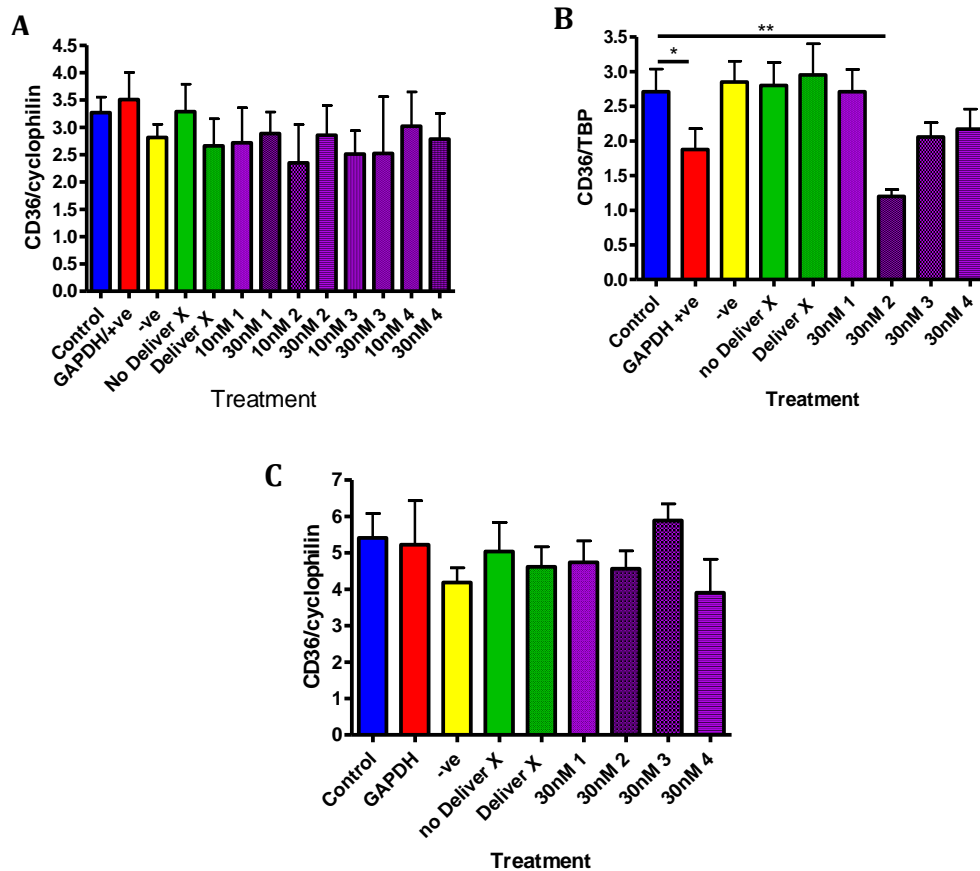 A
CD36/cyclophilin
4.5
4.0
3.5
3.0
2.5
2.0
1.5
1.0
0.5
0.0
Control
GAPDH/+ve
-ve
No Deliver X
Deliver X
10nM 1
30nM 1
10nM 2
30nM 2
10nM 3
30nM 3
10nM 4
30nM 4
Treatment
B
CD36/TBP
3.5
3.0
2.5
2.0
1.5
1.0
0.5
0.0
*
**
Control
GAPDH +ve
-ve
no Deliver X
Deliver X
30nM 1
30nM 2
30nM 3
30nM 4
Treatment
C
CD36/cyclophilin
7
6
5
4
3
2
1
0
Control
GAPDH
-ve
no Deliver X
Deliver X
30nM 1
30nM 2
30nM 3
30nM 4
Treatment